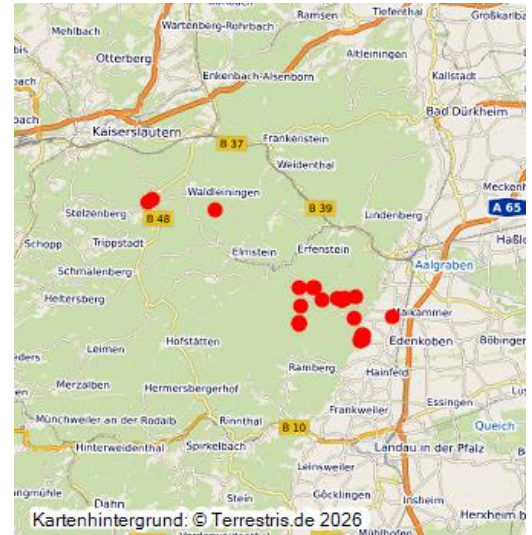 Mehlbach
Wartenberg-Rohrbach
Ramsen
Tiefenthal
Großkarlba
Otterberg
Altleiningen
Enkenbach-Alsenborn
Kallstadt
Bad Dürkheim
Kaiserslautern
Frankenstein
B 37
Weidenthal
Waldleiningen
Mecken
B 39
A 65
Stelzenberg
B 48
Lindenberg
Haßlo
Schopp
Trippstadt
Elmstein
Erfenstein
Aalgraben
Schmalenberg
Heltersberg
Maikammer
Hofstätten
Edenkoben
Böbingen
Leimen
Ramberg
Hainfeld
Merzalben
Hermersbergerhof
Essingen
Frankweiler
Münchweiler an der Rodalb
Rinnthal
B 10
Queich
Hinterweidenthal
Spirkelbach
Landau in der Pfalz
Leinsweiler
Stein
Göcklingen
Insheim
Dahn
Herxheim b
Kartenhintergrund: © Terrestris.de 2026